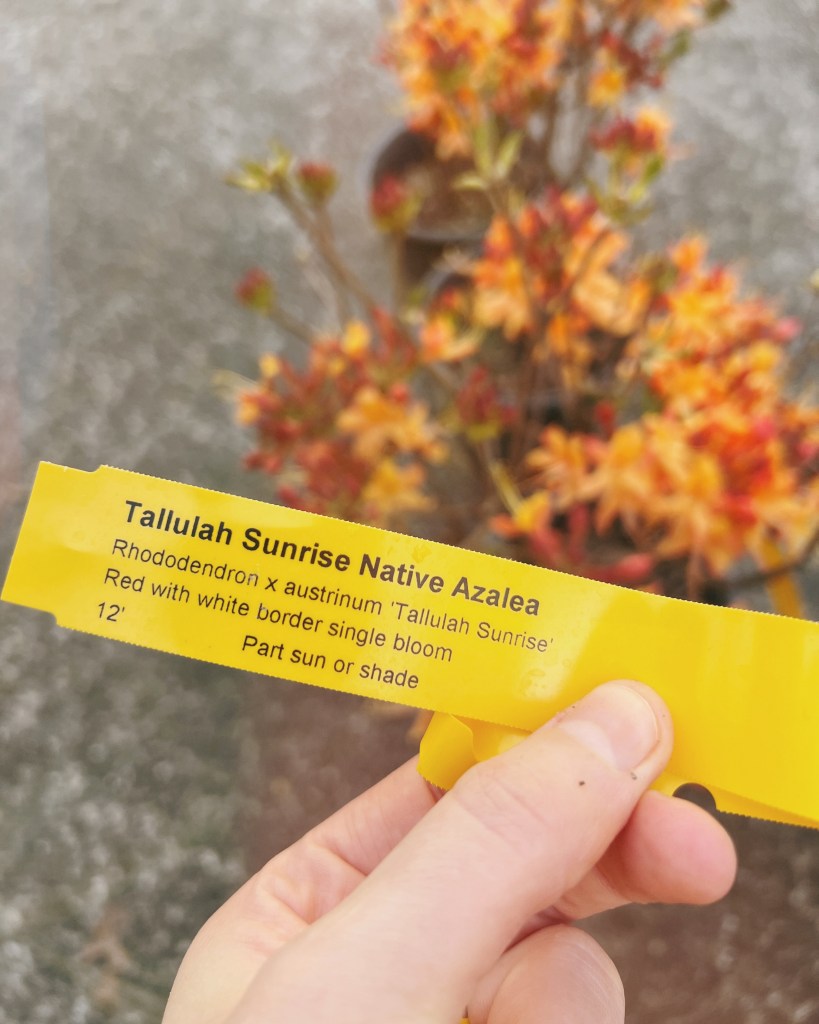 Tallulah Sunrise Native Azalea
Rhododendron x austrinum 'Tallulah Sunrise'
Red with white border single bloom
12'
Part sun or shade